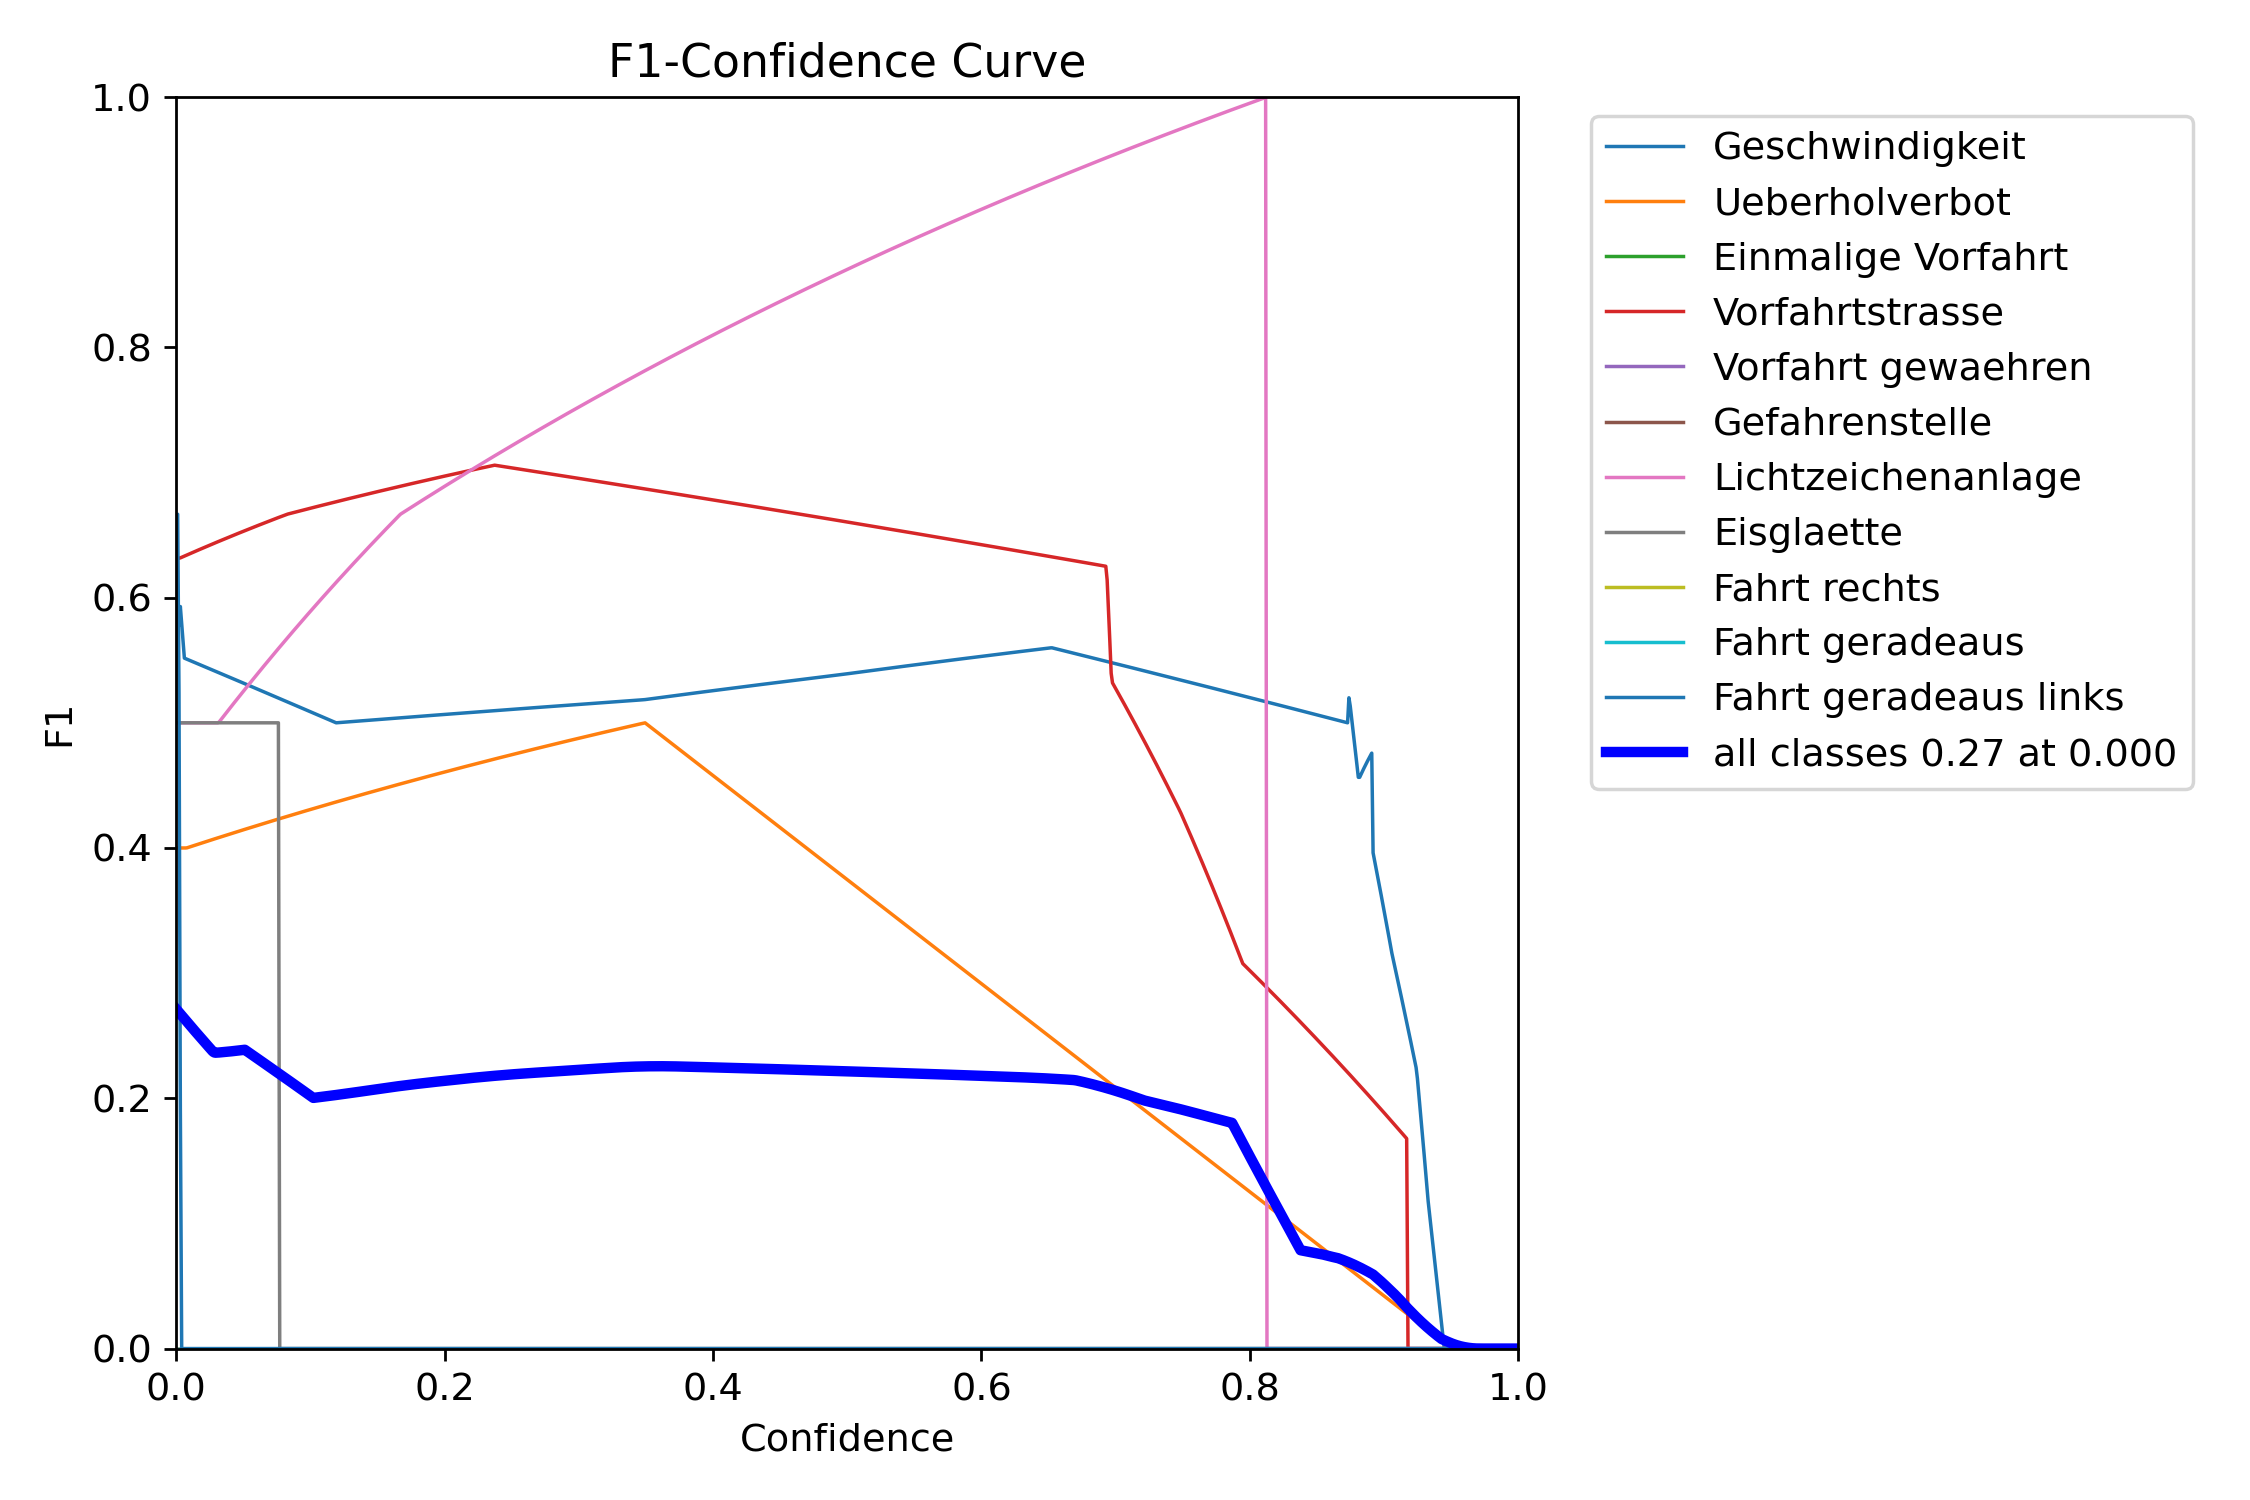 F1-Confidence Curve
1.0
0.8
0.6
0.4
0.2
0.0
F1
0.0 0.2 0.4 0.6 0.8 1.0
Confidence
Geschwindigkeit
Ueberholverbot
Einmalige Vorfahrt
Vorfahrtstrasse
Vorfahrt gewaehren
Gefahrenstelle
Lichtzeichenanlage
Eisglaette
Fahrt rechts
Fahrt geradeaus
Fahrt geradeaus links
all classes 0.27 at 0.000